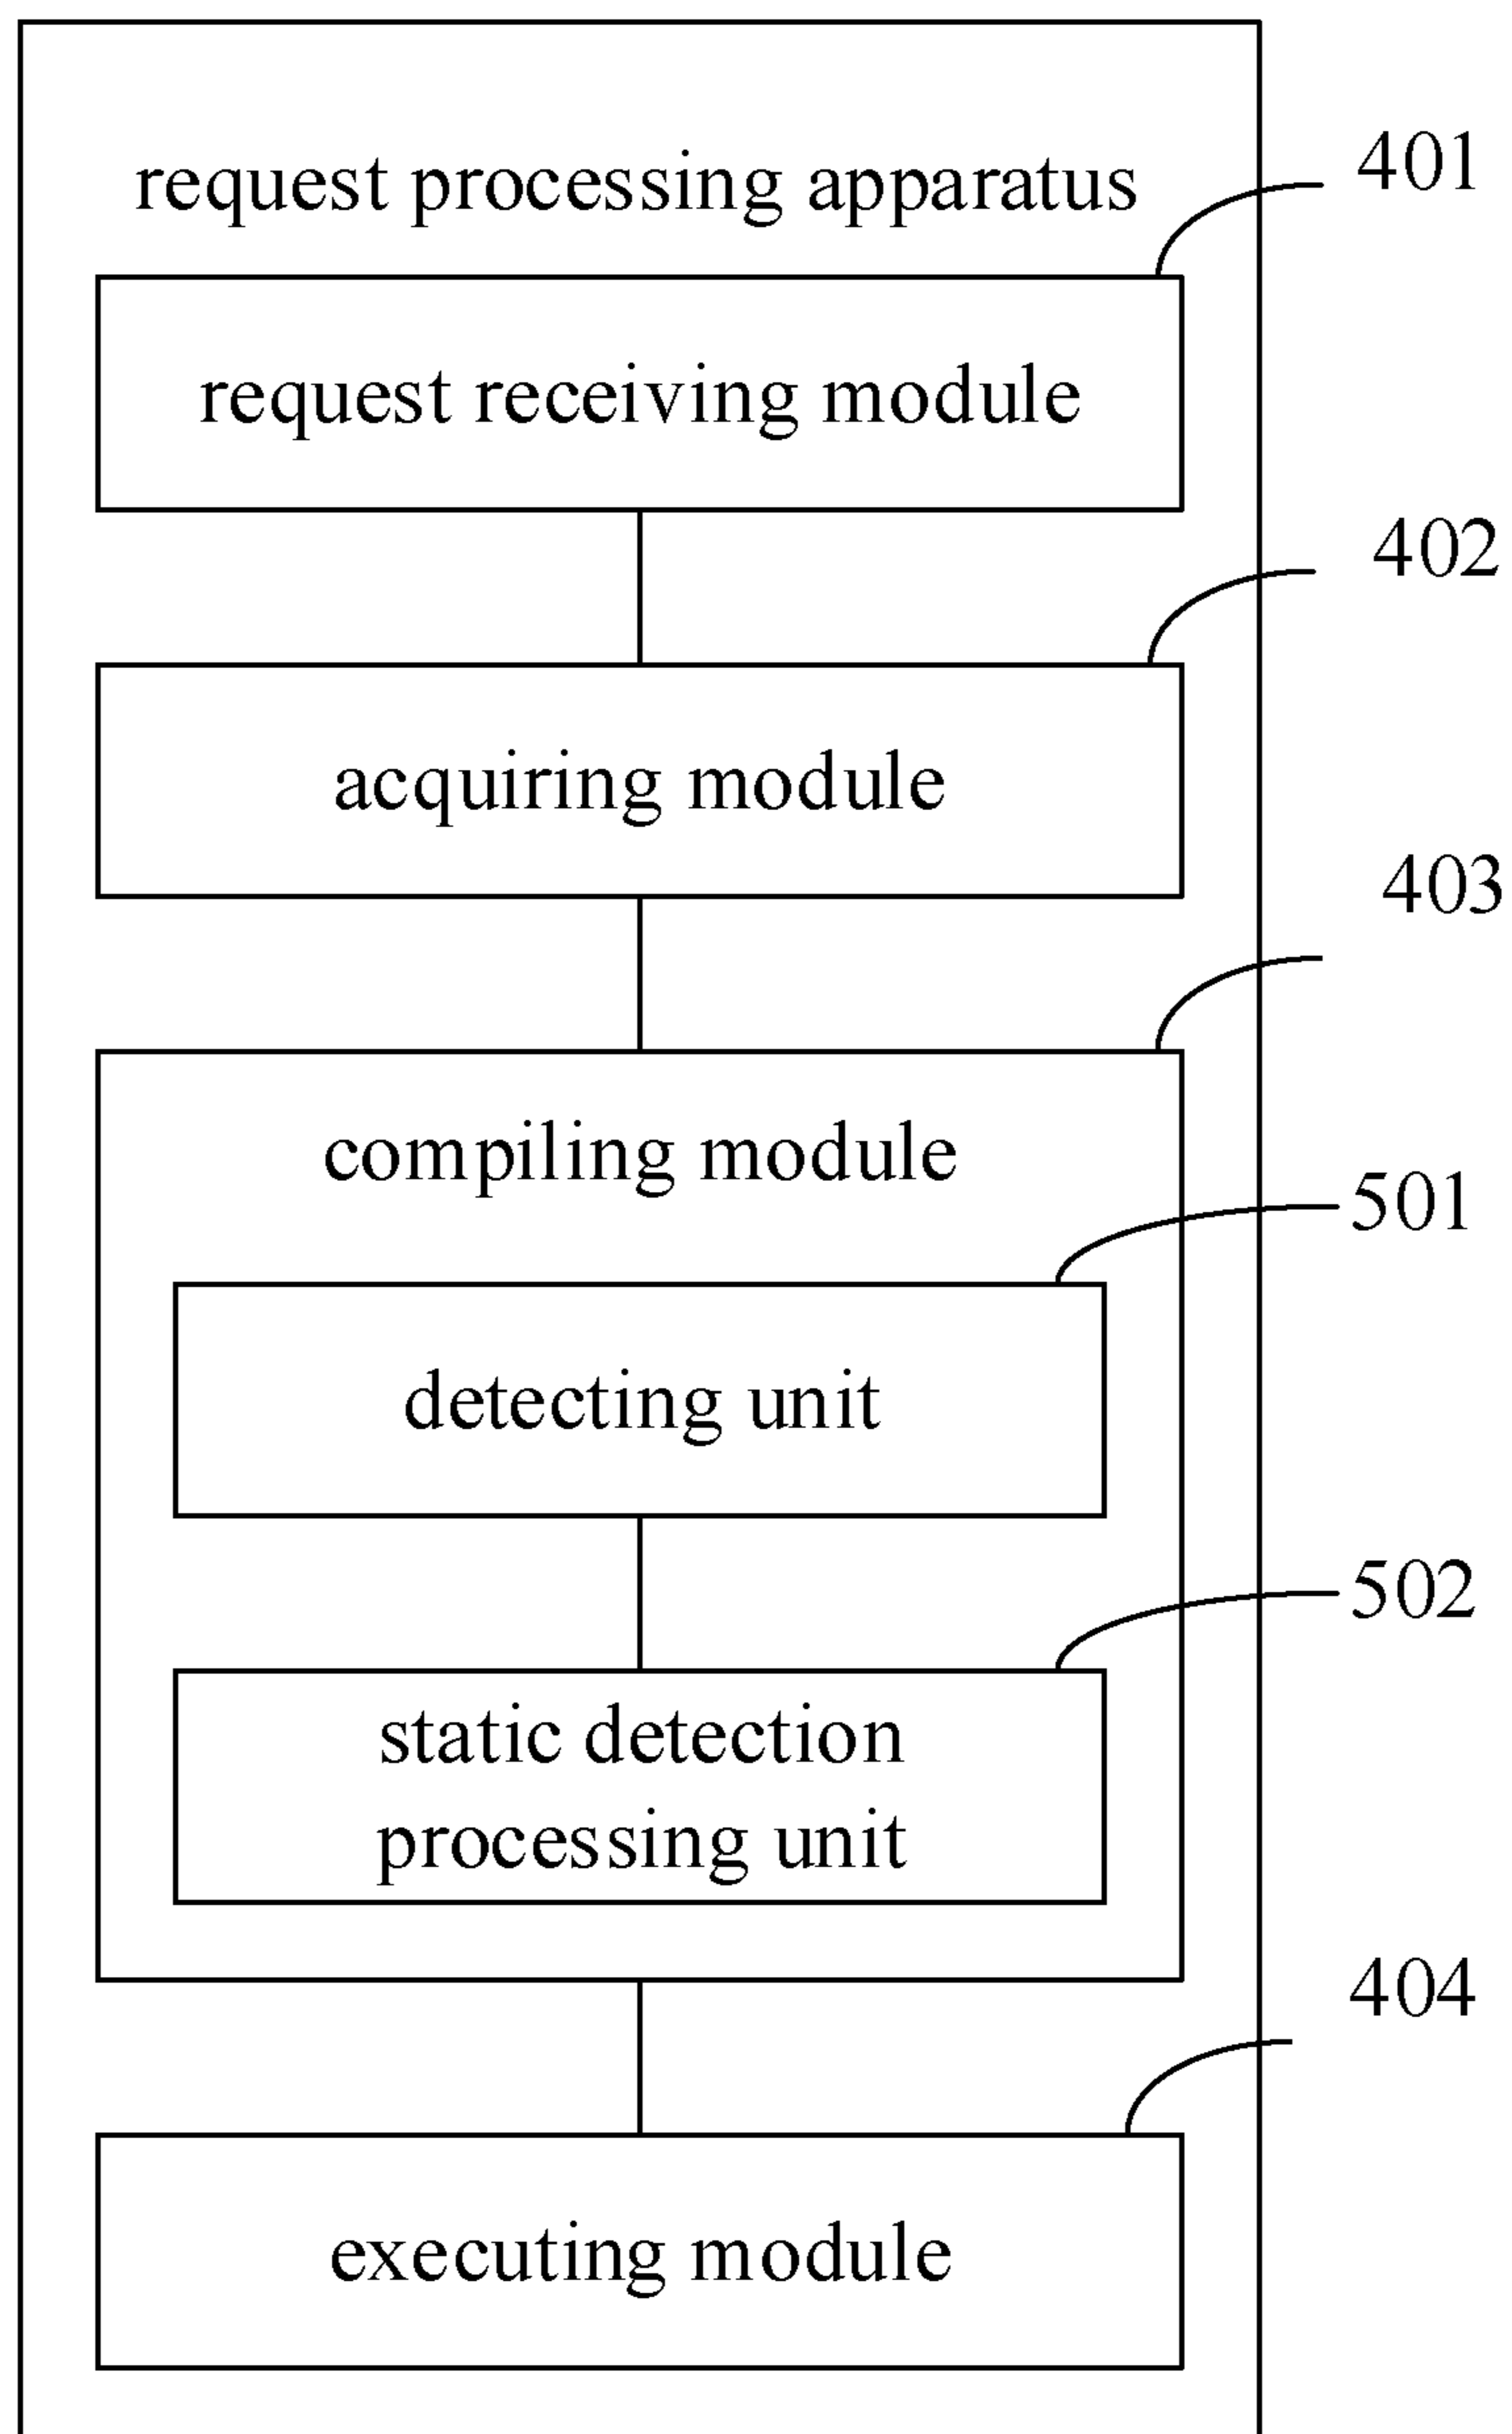 request processing apparatus
401
request receiving module
402
acquiring module
403
compiling module
501
detecting unit
502
static detection
processing unit
404
executing module